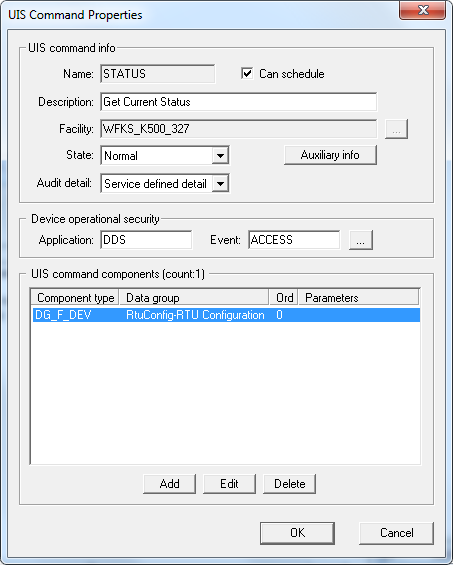 UIS Command Properties
UIS command info
Name: STATUS Can schedule
Description: Get Current Status
Facility: WFKS_K500_327 ...
State: Normal Auxiliary info
Audit detail: Service defined detail
Device operational security
Application: DDS Event: ACCESS ...
UIS command components (count:1)
Component type Data group Ord Parameters
DG_F_DEV RtuConfig-RTU Configuration 0
Add Edit Delete
OK Cancel